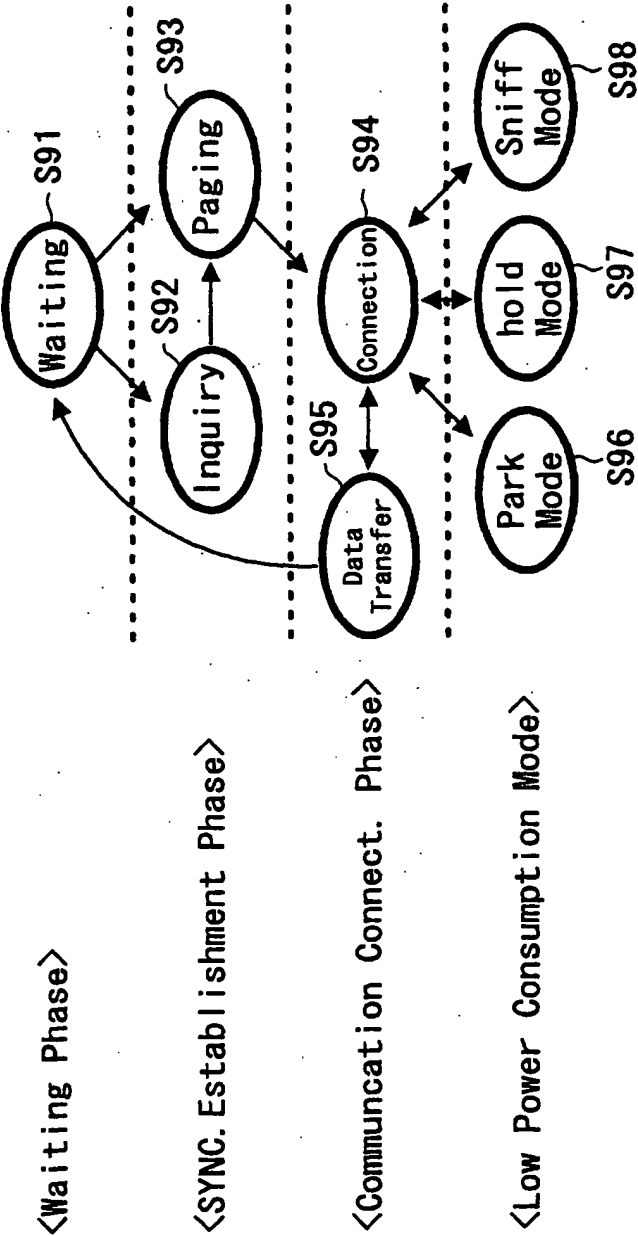 <Waiting Phase>
Waiting
S91
<SYNC. Establishment Phase>
Inquiry
S92
Paging
S93
<Communcation Connect. Phase>
Data
Transfer
S95
Connection
S94
<Low Power Consumption Mode>
Park
Mode
S96
hold
Mode
S97
Sniff
Mode
S98